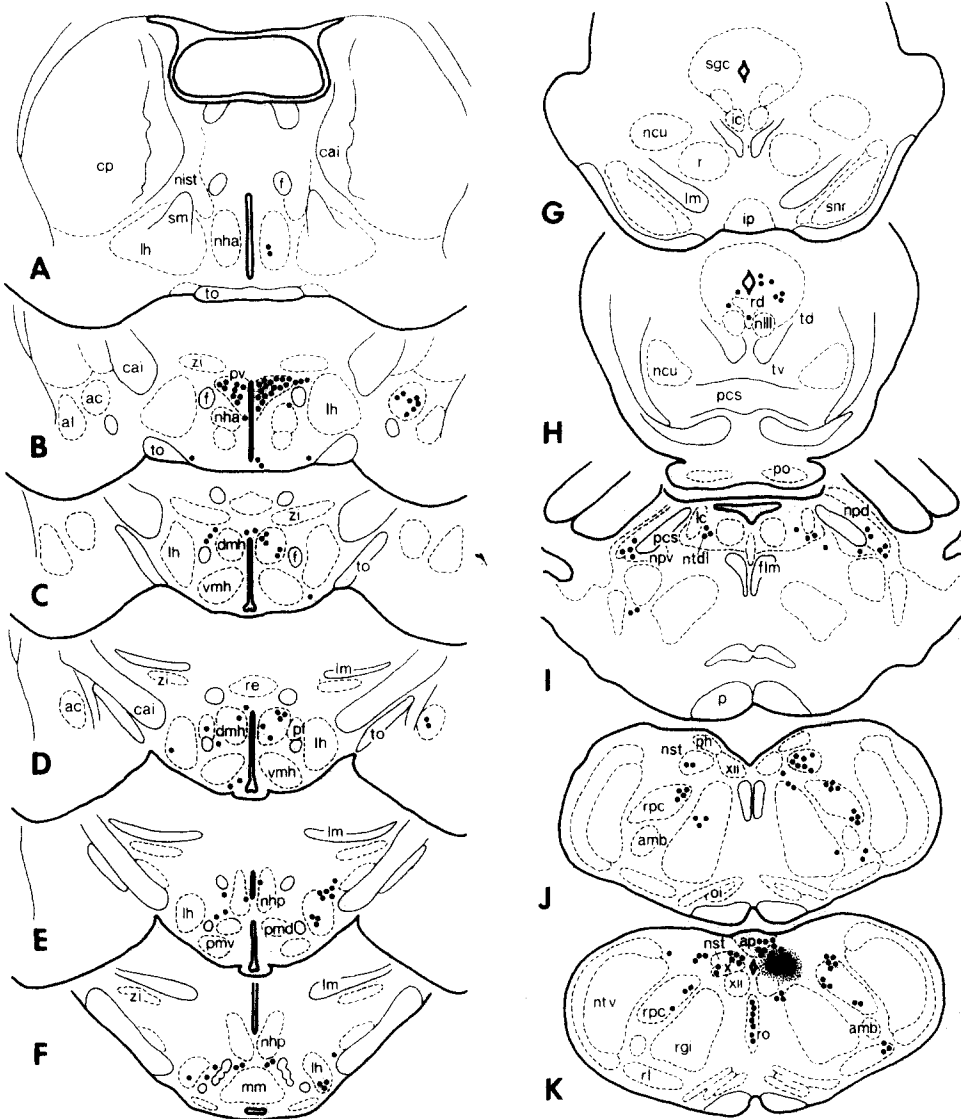 cp
cai
nist
f
f
sm
lh
nha
A
to
cai
zi
pv
ac
f
lh
al
nha
B
to
zi
lh
dmh
f
to
C
vmh
zi
re
lm
ac
cai
dmh
pf
lh
to
D
vmh
lm
nhp
E
lh
pmv
pmd
zi
lm
F
nhp
lh
mm
sgc
ic
ncu
r
lm
snr
G
ip
rd
nIII
td
ncu
tv
pcs
H
po
lc
npd
pcs
npv
ntdl
flm
I
p
ph
nst
XII
rpc
amb
J
roi
nst
ap
x
XII
ntv
rpc
ro
amb
rgi
rl
K